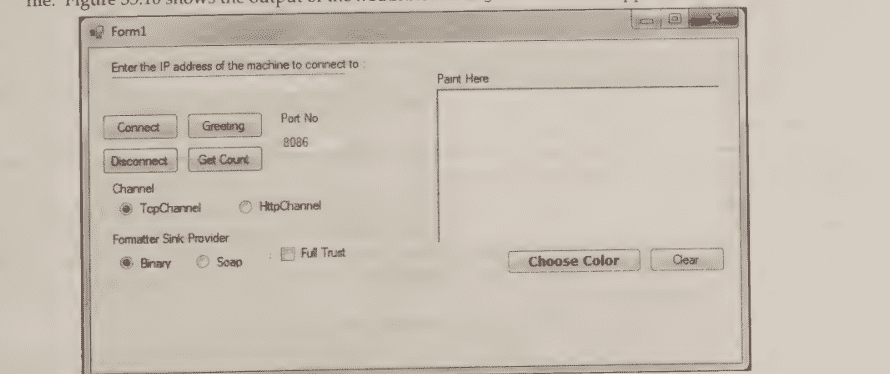 Form1
Enter the IP address of the machine to connect to :
Paint Here
Connect
Greeting
Port No
8086
Disconnect
Get Count
Channel
TcpChannel
HttpChannel
Formatter Sink Provider
Binary
Soap
Full Trust
Choose Color
Clear